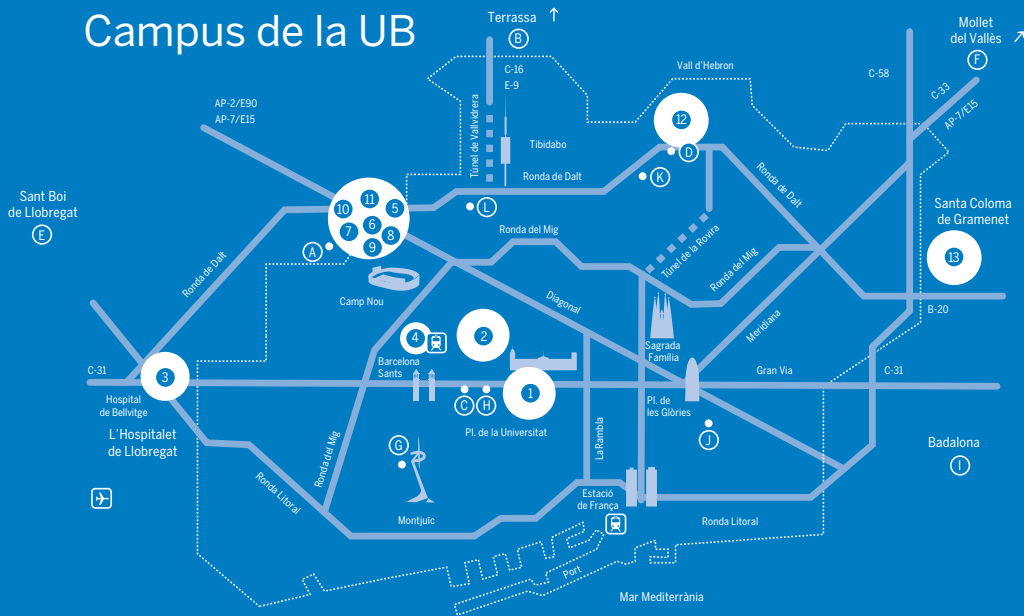 Campus de la UB
Terrassa ↑
B
C-16
E-9
Túnel de Vallvidrera
Tibidabo
Vall d'Hebron
C-58
Mollet
del Vallès
F
C-33
AP-7/E15
AP-2/E90
AP-7/E15
12
D
K
Ronda de Dalt
Ronda de Dalt
L
Sant Boi
de Llobregat
E
11
10
5
6
7
8
9
A
Ronda de Dalt
Camp Nou
Ronda del Mig
Túnel de la Rovira
Ronda del Mig
Santa Coloma
de Gramenet
13
B-20
Diagonal
Meridiana
Sagrada
Família
4
2
Barcelona
Sants
3
C-31
Hospital
de Bellvitge
L'Hospitalet
de Llobregat
1
C
H
Pl. de la Universitat
Gran Via
C-31
Pl. de
les Glòries
J
La Rambla
G
Montjuïc
Ronda del Mig
Ronda Litoral
Estació
de França
Ronda Litoral
Badalona
I
Port
Mar Mediterrània